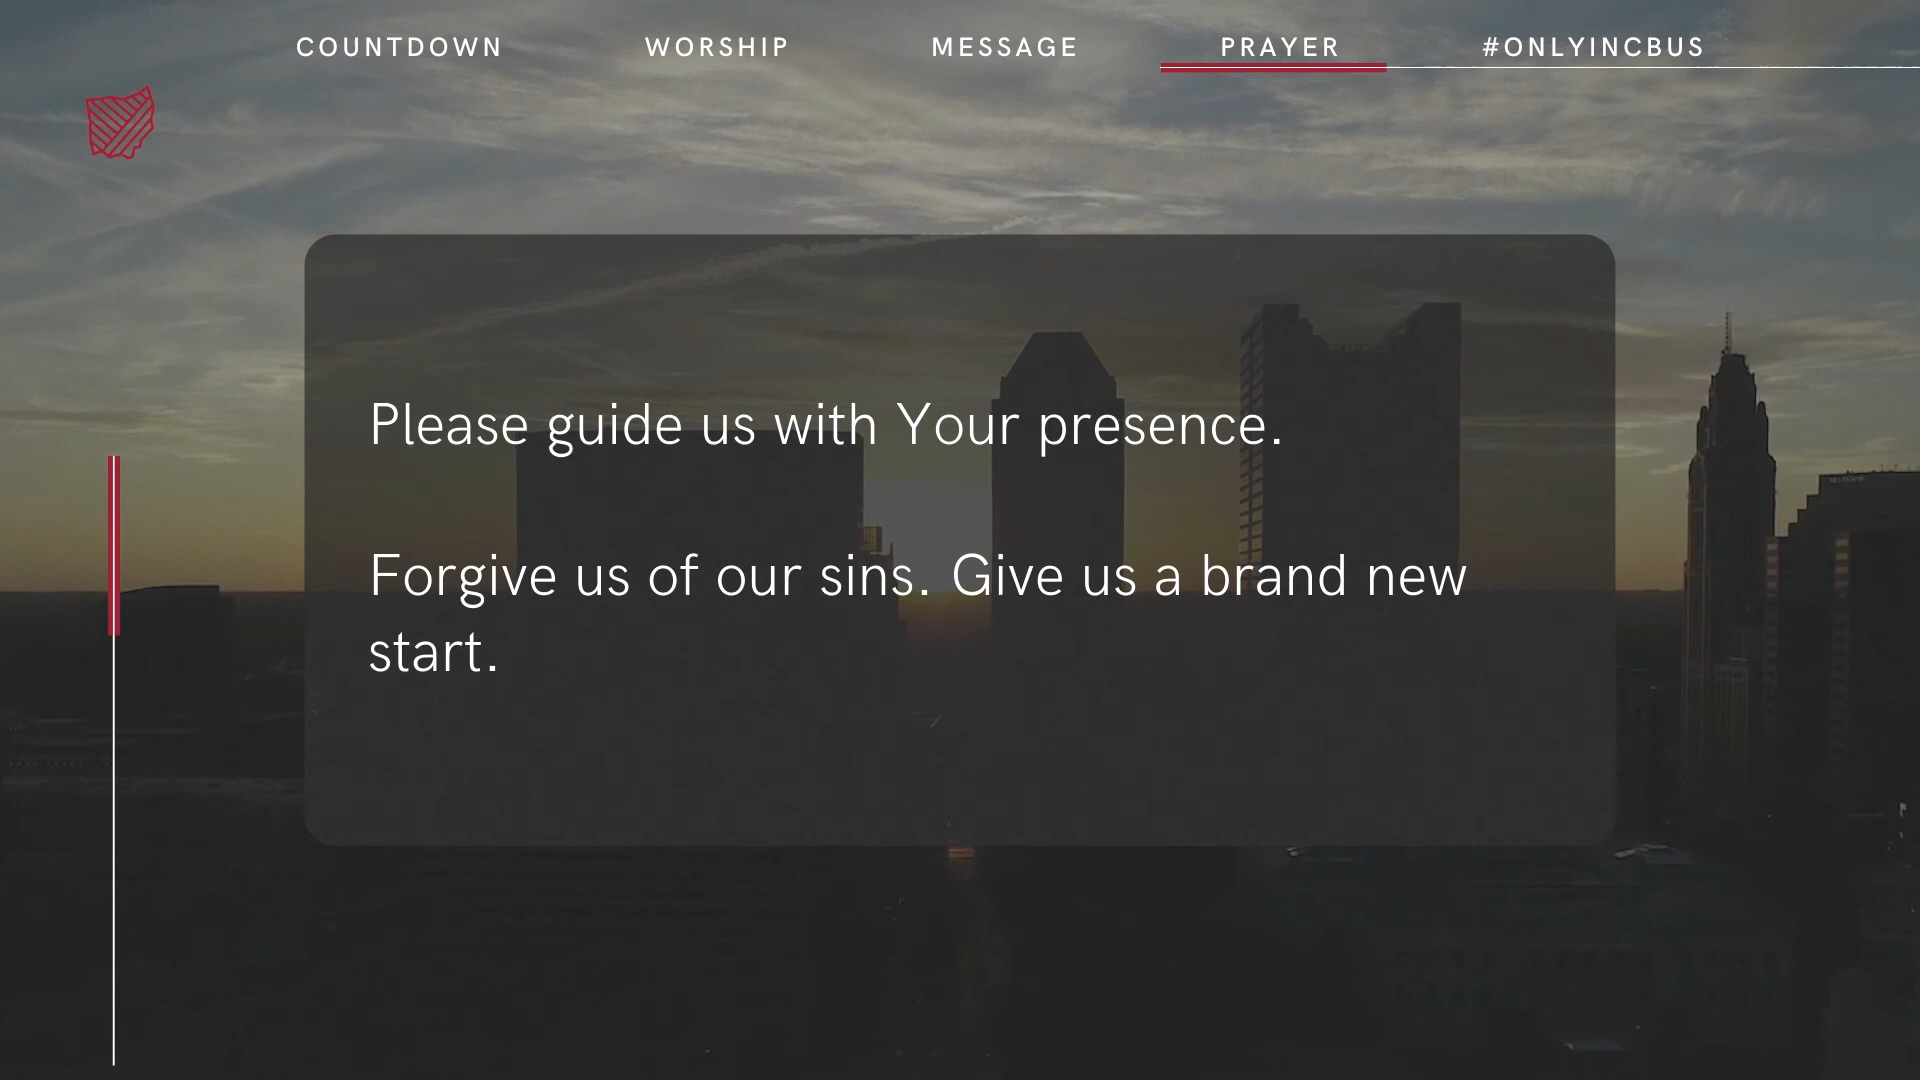 COUNTDOWN WORSHIP MESSAGE PRAYER #ONLYINCBUS
Please guide us with Your presence.
Forgive us of our sins. Give us a brand new
start.